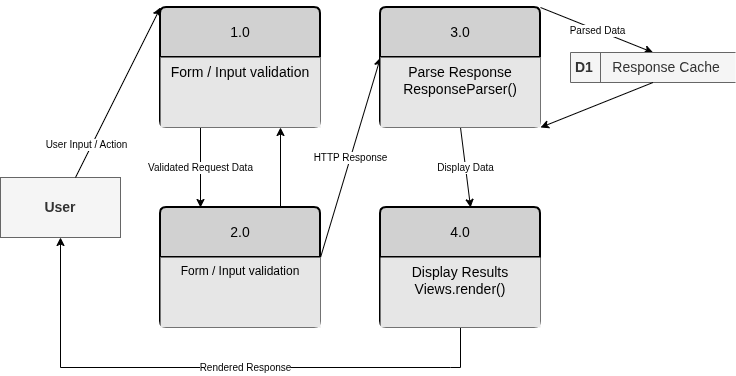 1.0
Form / Input validation
3.0
Parse Response
ResponseParser()
Parsed Data
D1
Response Cache
User Input / Action
Validated Request Data
HTTP Response
Display Data
User
2.0
Form / Input validation
4.0
Display Results
Views.render()
Rendered Response